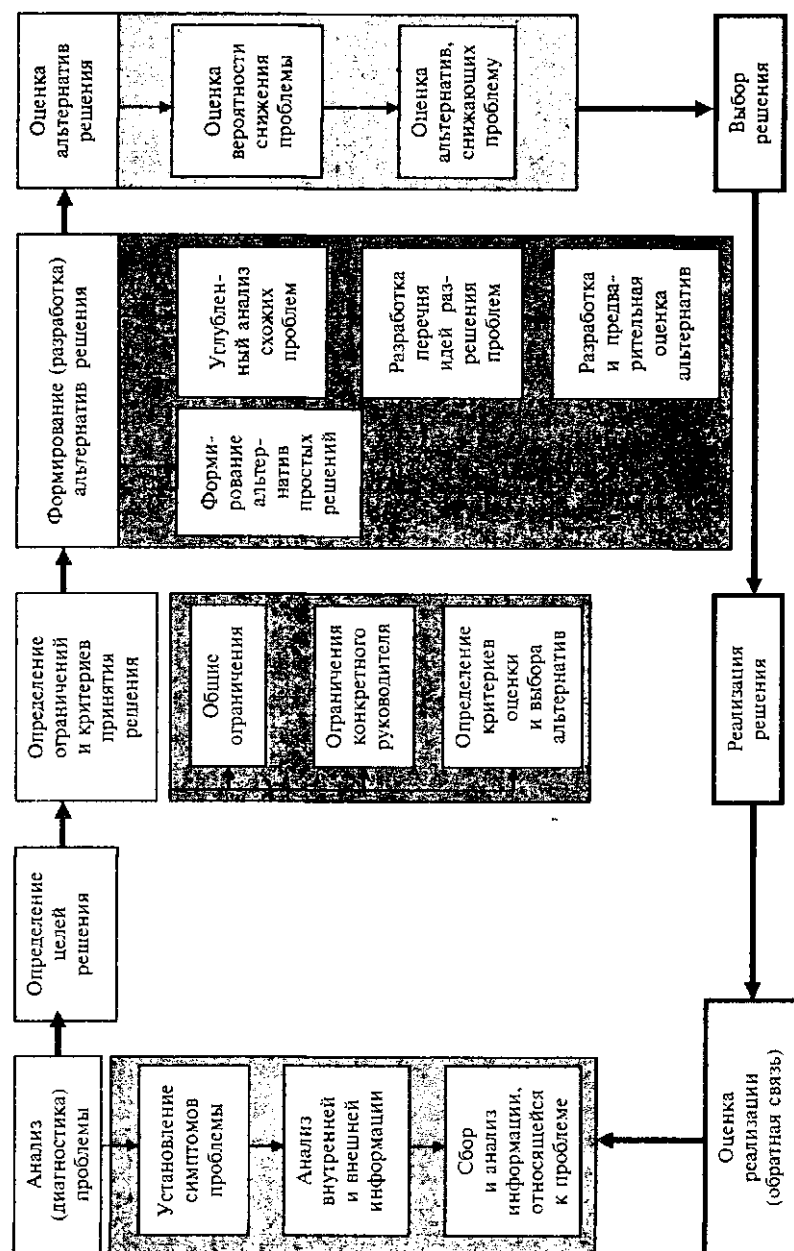 Анализ
(диагностика)
проблемы
Установление
симптомов
проблемы
Анализ
внутренней
и внешней
информации
Сбор
и анализ
информации,
относящейся
к проблеме
Определение
целей
решения
Определение
ограничений
и критериев
принятия
решения
Общие
ограничения
Ограничения
конкретного
руководителя
Определение
критериев
оценки
и выбора
альтернатив
Формирование (разработка)
альтернатив решения
Форми-
рование
альтер-
натив
простых
решений
Углублен-
ный анализ
схожих
проблем
Разработка
перечня
идей раз-
решения
проблем
Разработка
и предва-
рительная
оценка
альтернатив
Оценка
альтернатив
решения
Оценка
вероятности
снижения
проблемы
Оценка
альтернатив,
снижающих
проблему
Выбор
решения
Реализация
решения
Оценка
реализации
(обратная связь)